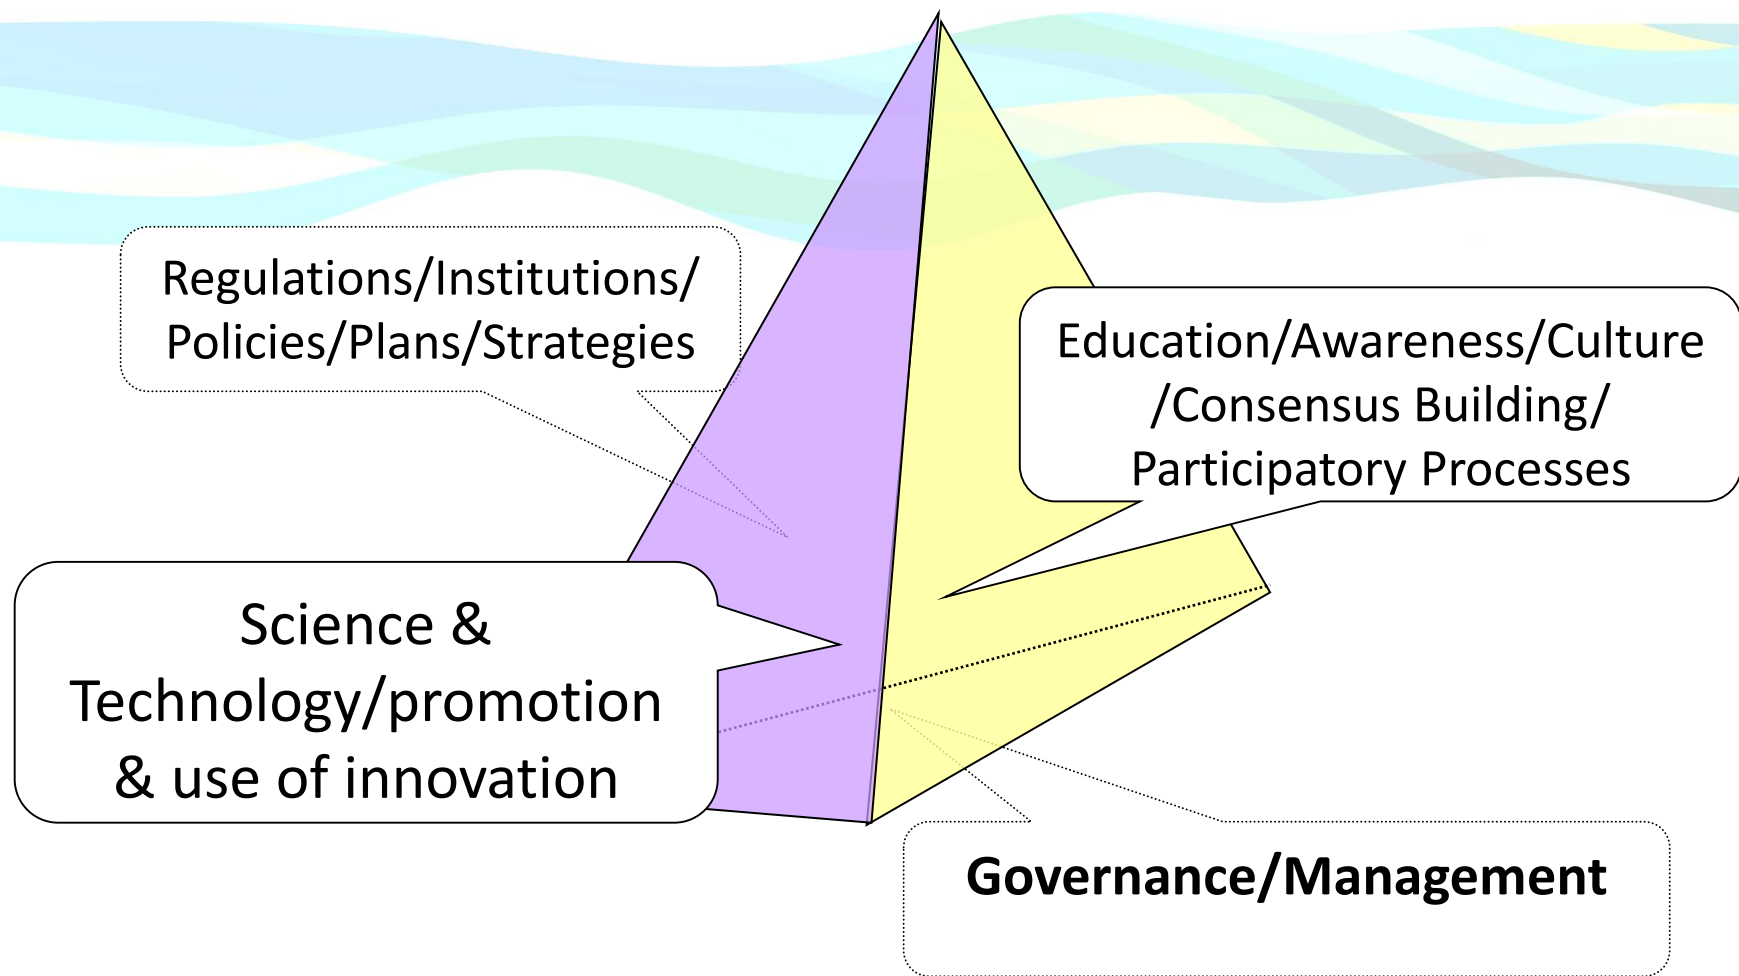 Regulations/Institutions/
Policies/Plans/Strategies
Education/Awareness/Culture
/Consensus Building/
Participatory Processes
Science &
Technology/promotion
& use of innovation
Governance/Management